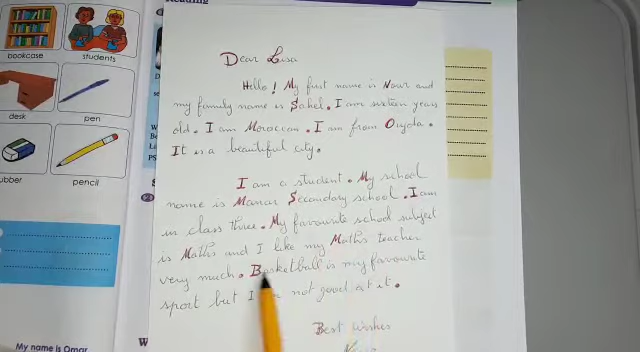 Reading
bookcase
students
desk
pen
rubber
pencil
My name is Omar
W
Dear Lisa
Hello ! My first name is Nour and
my family name is Sahel. I am sixteen years
old. I am Moroccan. I am from Oujda.
It is a beautiful city.
I am a student. My school
name is Manar Secondary school. I am
in class three. My favourite school subject
is Maths and I like my Maths teacher
very much. Basketball is my favourite
sport but I am not good at it.
Best wishes
Nour